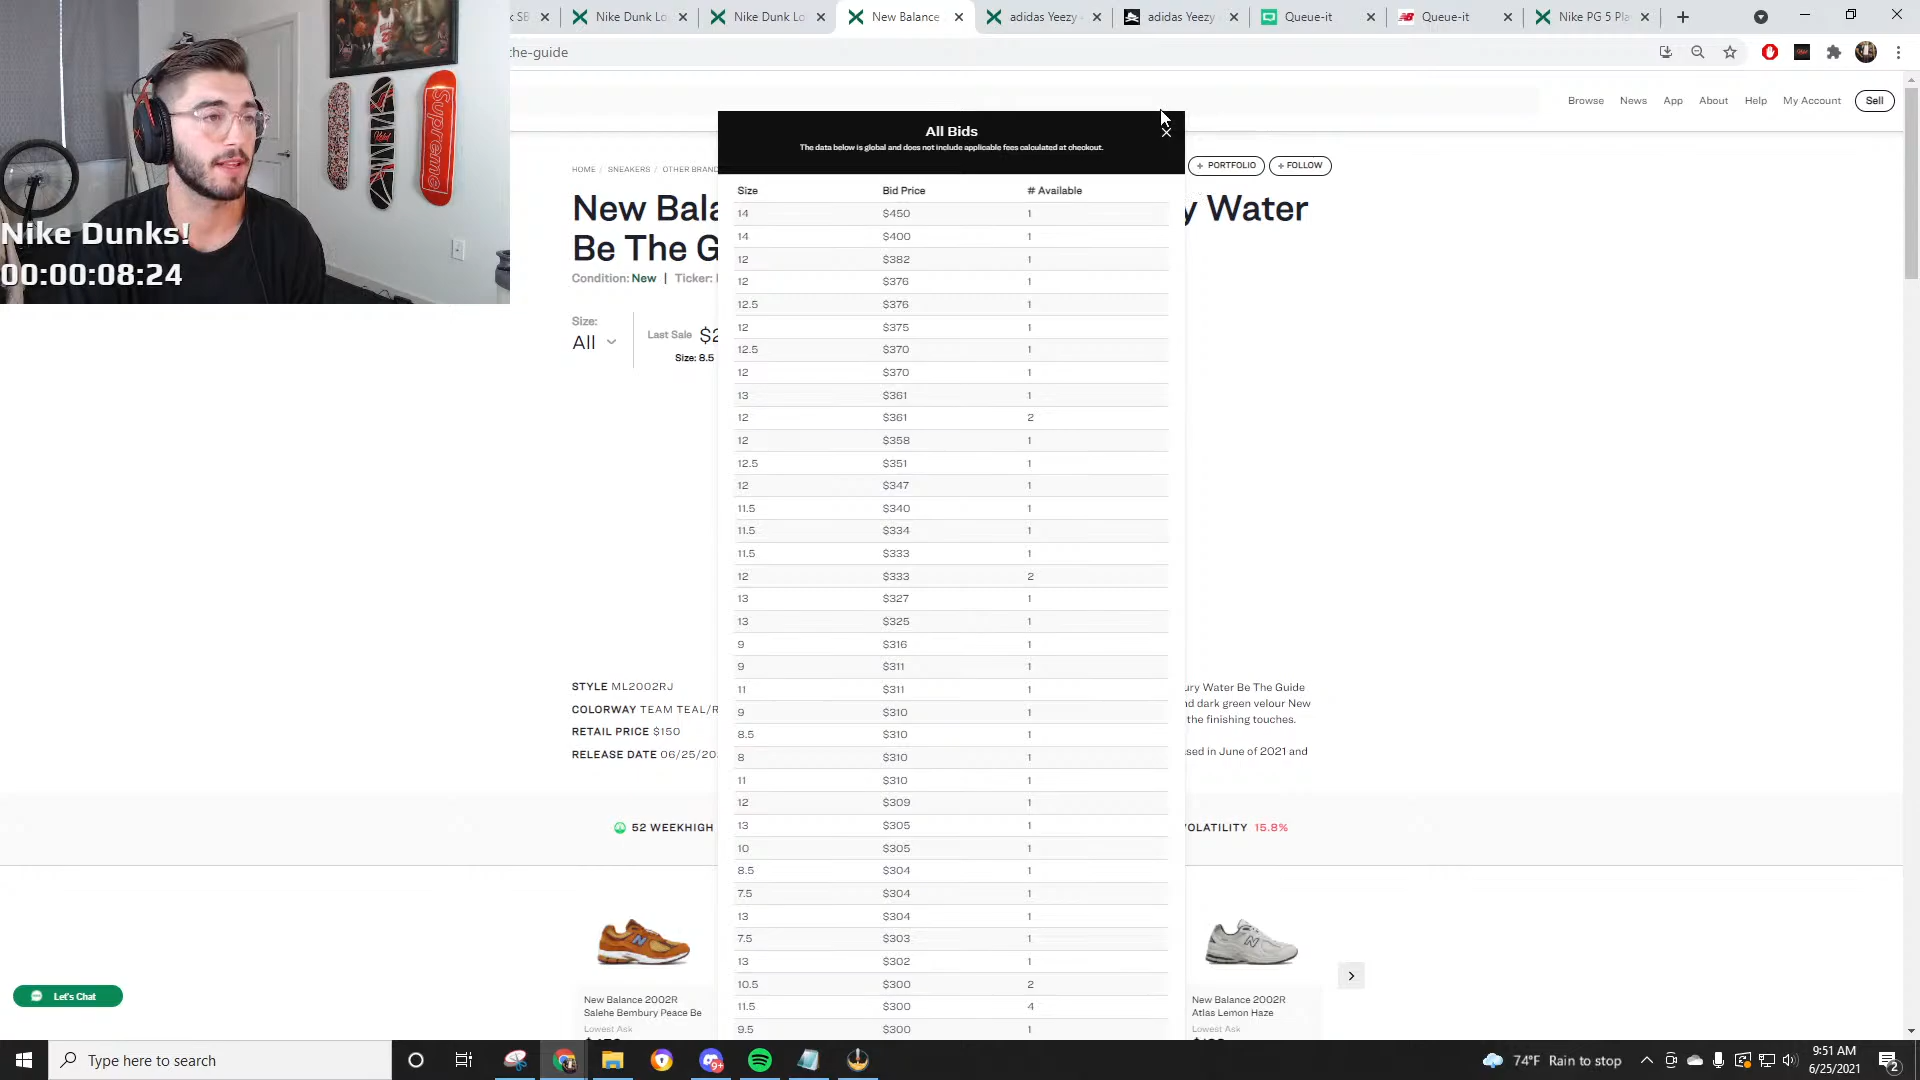 k SB
Nike Dunk Lo
Nike Dunk Lo
New Balance
adidas Yeezy
adidas Yeezy
Queue-it
Queue-it
Nike PG 5 Pla
the-guide
Browse
News
App
About
Help
My Account
Sell
Supreme
Nike Dunks!
00:00:08:24
HOME / SNEAKERS / OTHER BRAND
+ PORTFOLIO
+ FOLLOW
New Bala
y Water
Be The G
Condition: New | Ticker:
Size:
All
Last Sale $2
Size: 8.5
All Bids
The data below is global and does not include applicable fees calculated at checkout.
Size Bid Price # Available
14 $450 1
14 $400 1
12 $382 1
12 $376 1
12.5 $376 1
12 $375 1
12.5 $370 1
12 $370 1
13 $361 1
12 $361 2
12 $358 1
12.5 $351 1
12 $347 1
11.5 $340 1
11.5 $334 1
11.5 $333 1
12 $333 2
13 $327 1
13 $325 1
9 $316 1
9 $311 1
11 $311 1
9 $310 1
8.5 $310 1
8 $310 1
11 $310 1
12 $309 1
13 $305 1
10 $305 1
8.5 $304 1
7.5 $304 1
13 $304 1
7.5 $303 1
13 $302 1
10.5 $300 2
11.5 $300 4
9.5 $300 1
STYLE ML2002RJ
COLORWAY TEAM TEAL/R
RETAIL PRICE $150
RELEASE DATE 06/25/20
ury Water Be The Guide
nd dark green velour New
the finishing touches.
sed in June of 2021 and
52 WEEK HIGH
VOLATILITY 15.8%
New Balance 2002R
Salehe Bembury Peace Be
Lowest Ask
New Balance 2002R
Atlas Lemon Haze
Lowest Ask
Let's Chat
Type here to search
9+
74°F Rain to stop
9:51 AM
6/25/2021
2